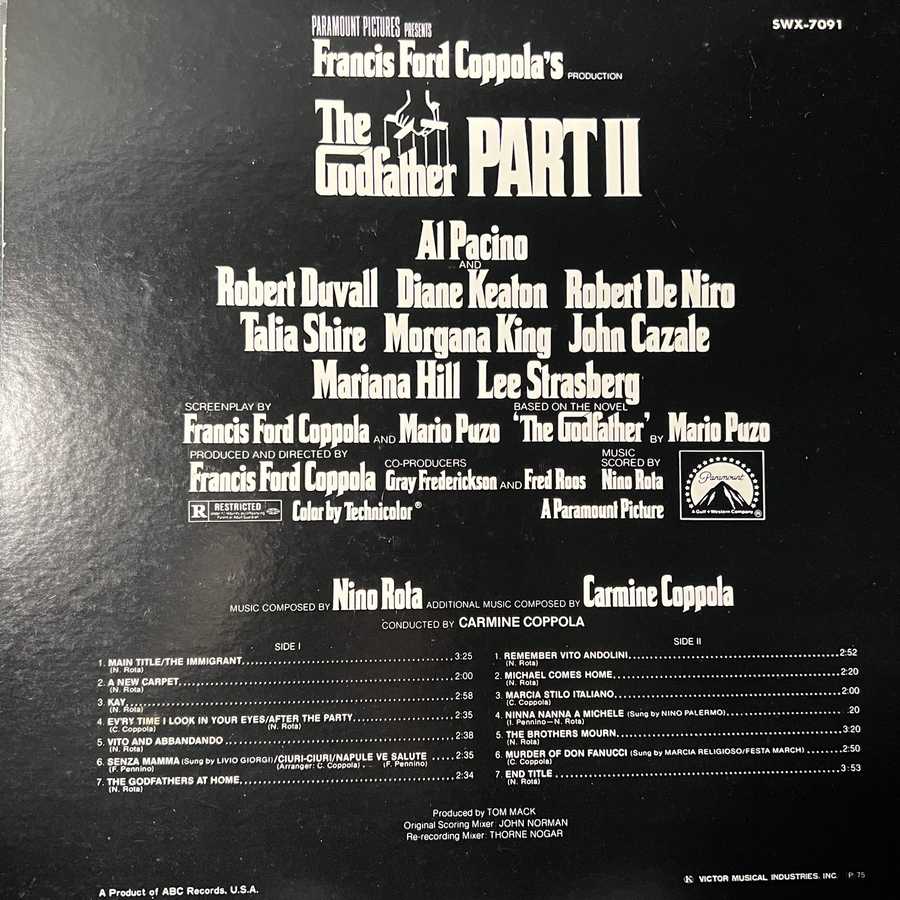 PARAMOUNT PICTURES PRESENTS
SWX-7091
Francis Ford Coppola's PRODUCTION
The Godfather PART II
Al Pacino
AND
Robert Duvall Diane Keaton Robert De Niro
Talia Shire Morgana King John Cazale
Mariana Hill Lee Strasberg
SCREENPLAY BY BASED ON THE NOVEL
Francis Ford Coppola AND Mario Puzo 'The Godfather' BY Mario Puzo
PRODUCED AND DIRECTED BY CO-PRODUCERS MUSIC SCORED BY
Francis Ford Coppola Gray Frederickson AND Fred Roos Nino Rota
R RESTRICTED Color by Technicolor® A Paramount Picture
Paramount
A Gulf + Western Company
MUSIC COMPOSED BY Nino Rota ADDITIONAL MUSIC COMPOSED BY Carmine Coppola
CONDUCTED BY CARMINE COPPOLA
SIDE I
1. MAIN TITLE/THE IMMIGRANT 3:25
(N. Rota)
2. A NEW CARPET 2:00
(N. Rota)
3. KAY 2:58
(N. Rota)
4. EV'RY TIME I LOOK IN YOUR EYES/AFTER THE PARTY 2:35
(C. Coppola) (N. Rota)
5. VITO AND ABBANDANDO 2:38
(N. Rota)
6. SENZA MAMMA (Sung by LIVIO GIORGI)/CIURI-CIURI/NAPULE VE SALUTE 2:35
(F. Pennino) (Arranger: C. Coppola) (F. Pennino)
7. THE GODFATHERS AT HOME 2:34
(N. Rota)
SIDE II
1. REMEMBER VITO ANDOLINI 2:52
(N. Rota)
2. MICHAEL COMES HOME 2:20
(N. Rota)
3. MARCIA STILO ITALIANO 2:00
(C. Coppola)
4. NINNA NANNA A MICHELE (Sung by NINO PALERMO) :20
(I. Pennino—N. Rota)
5. THE BROTHERS MOURN 3:20
(N. Rota)
6. MURDER OF DON FANUCCI (Sung by MARCIA RELIGIOSO/FESTA MARCH) 2:50
(C. Coppola)
7. END TITLE 3:53
(N. Rota)
Produced by TOM MACK
Original Scoring Mixer: JOHN NORMAN
Re-recording Mixer: THORNE NOGAR
A Product of ABC Records, U.S.A.
VICTOR MUSICAL INDUSTRIES, INC. P 75